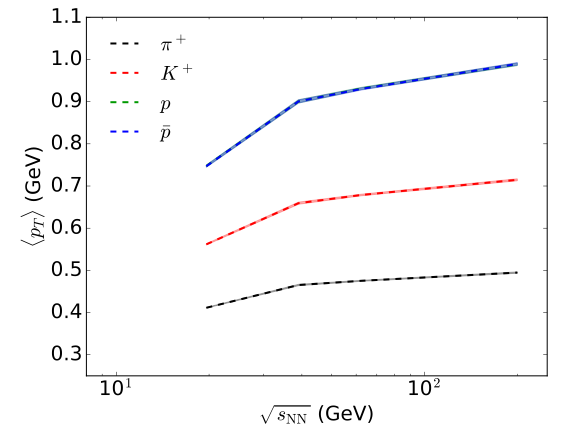 1.1
1.0
0.9
0.8
0.7
0.6
0.5
0.4
0.3
⟨p_T⟩ (GeV)
π⁺
K⁺
p
p̄
10¹ 10²
√s_NN (GeV)